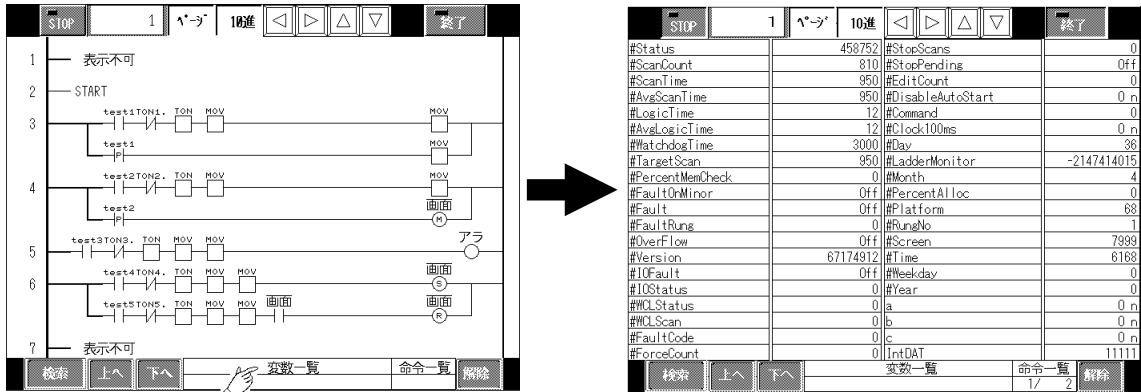 STOP 1 ページ 10進 終了
1 表示不可
2 START
test1TON1. TON MOV MOV
3
test1 MOV
P
test2TON2. TON MOV MOV
4
test2 画面
P M
test3TON3. TON MOV MOV アラ
5
test4TON4. TON MOV MOV 画面
6 S
test5TON5. TON MOV MOV 画面 画面
R
7 表示不可
検索 上へ 下へ 変数一覧 命令一覧 解除
STOP 1 ページ 10進 終了
#Status 458752 #StopScans 0
#ScanCount 810 #StopPending Off
#ScanTime 950 #EditCount 0
#AvgScanTime 950 #DisableAutoStart 0 n
#LogicTime 12 #Command 0
#AvgLogicTime 12 #Clock100ms 0 n
#WatchdogTime 3000 #Day 36
#TargetScan 950 #LadderMonitor -2147414015
#PercentMemCheck 0 #Month 4
#FaultOnMinor Off #PercentAlloc 0
#Fault Off #Platform 68
#FaultRung 0 #RungNo 1
#OverFlow Off #Screen 7999
#Version 67174912 #Time 6168
#IOFault Off #Weekday 0
#IOStatus 0 #Year 0
#WCLStatus 0 a 0 n
#WCLScan 0 b 0 n
#FaultCode 0 c 0 n
#ForceCount 0 IntDAT 11111
検索 上へ 下へ 変数一覧 命令一覧 解除
1/ 2